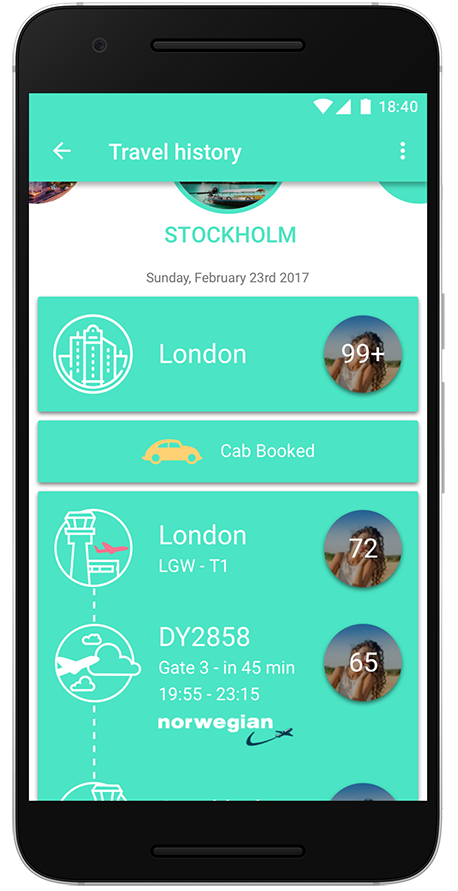 18:40
Travel history
STOCKHOLM
Sunday, February 23rd 2017
London
99+
Cab Booked
London
72
LGW - T1
DY2858
65
Gate 3 - in 45 min
19:55 - 23:15
norwegian